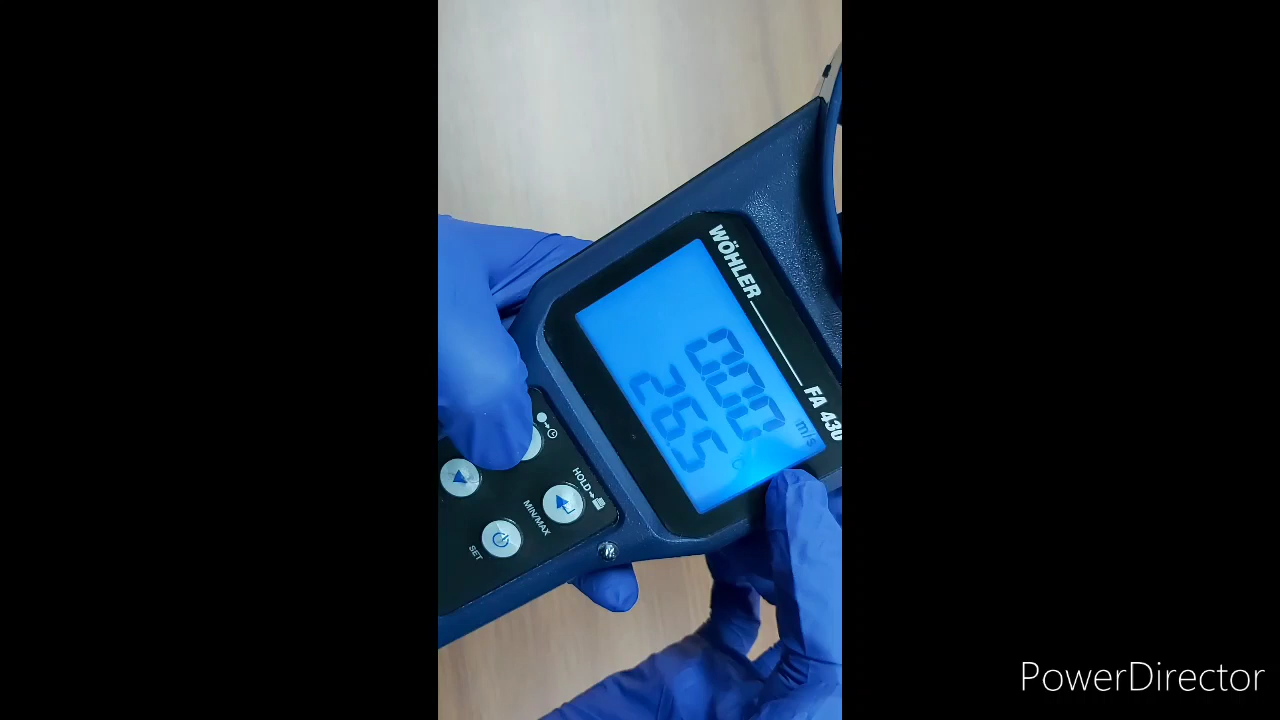 WÖHLER
FA 430
0.00 m/s
26.5 °C
HOLD
MIN/MAX
SET
PowerDirector